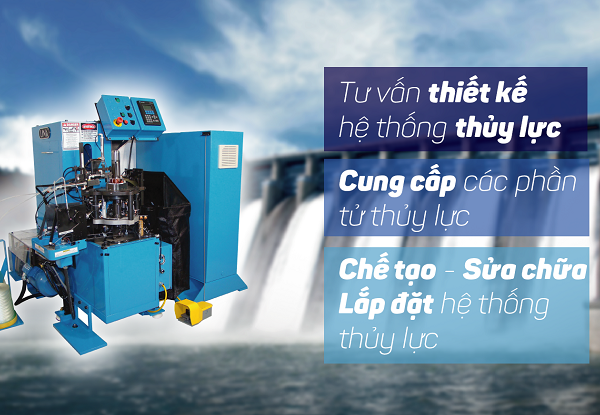 Tư vấn thiết kế
hệ thống thủy lực
Cung cấp các phần
tử thủy lực
Chế tạo - Sửa chữa
Lắp đặt hệ thống
thủy lực